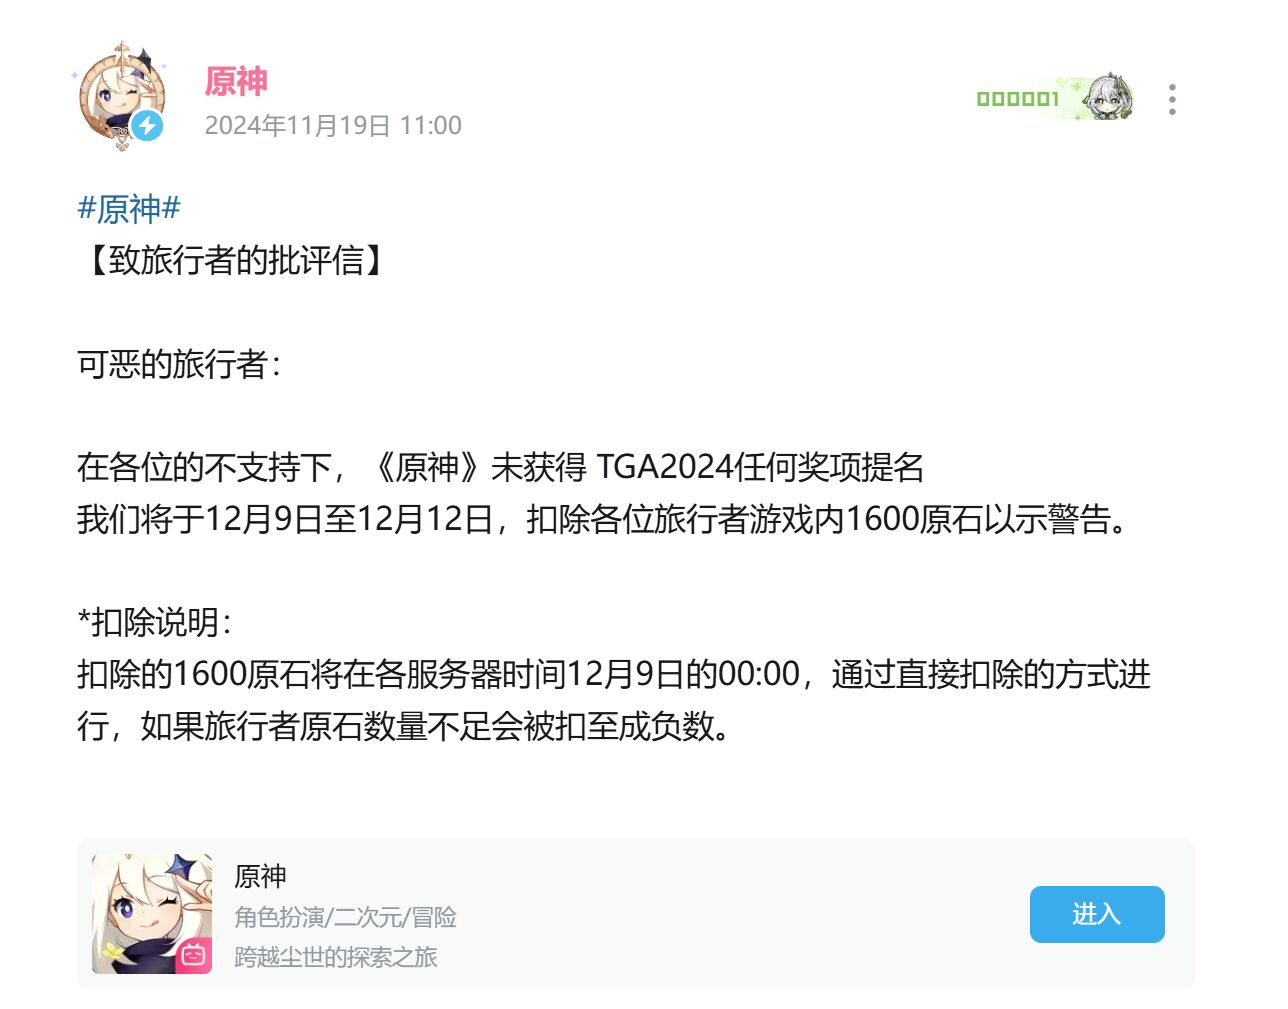 原神
2024年11月19日 11:00
000001
#原神#
【致旅行者的批评信】
可恶的旅行者：
在各位的不支持下，《原神》未获得 TGA2024任何奖项提名
我们将于12月9日至12月12日，扣除各位旅行者游戏内1600原石以示警告。
*扣除说明：
扣除的1600原石将在各服务器时间12月9日的00:00，通过直接扣除的方式进
行，如果旅行者原石数量不足会被扣至成负数。
原神
角色扮演/二次元/冒险
跨越尘世的探索之旅
进入